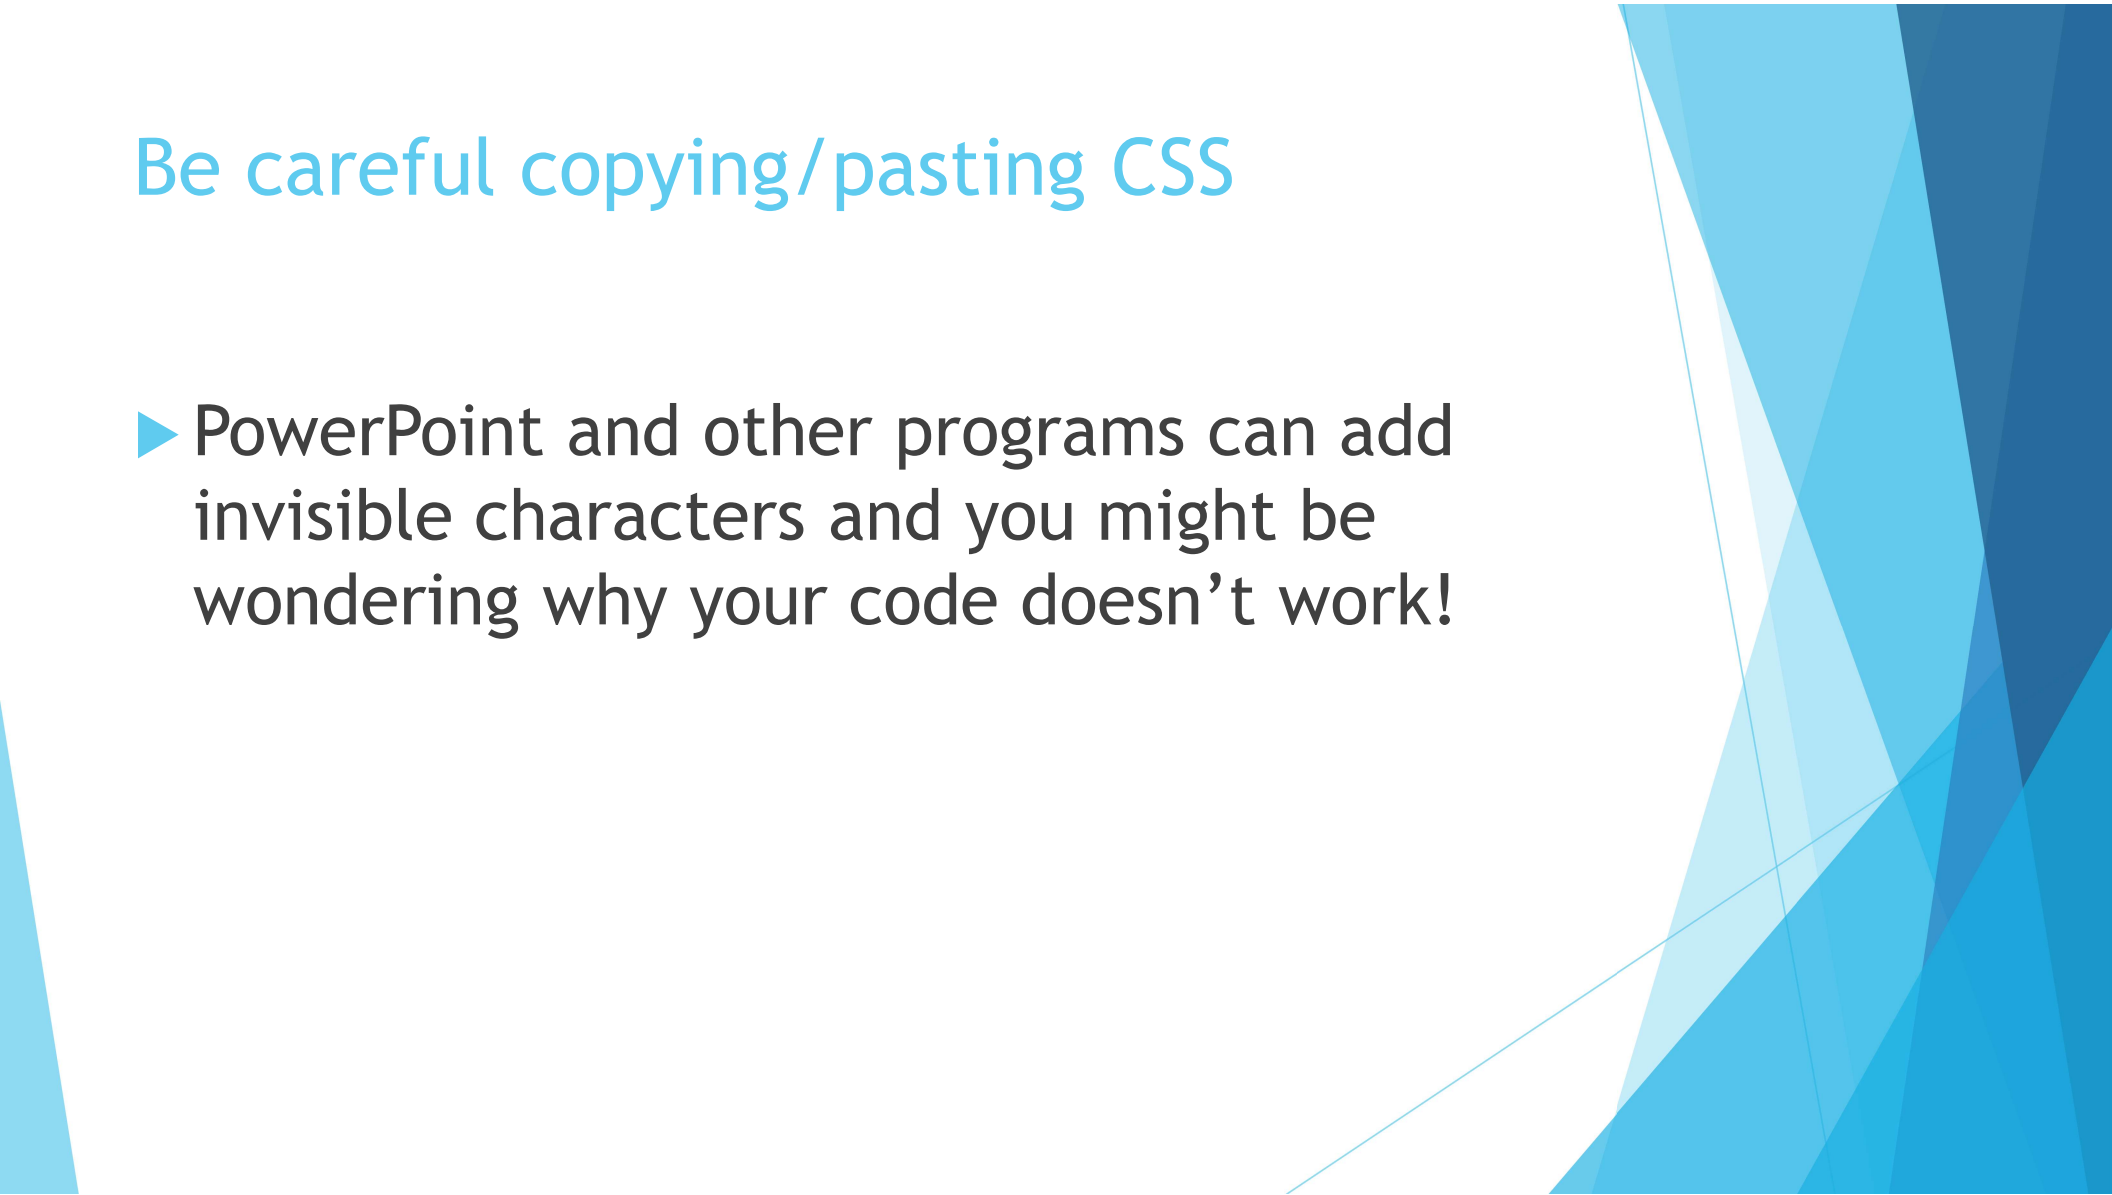 Be careful copying/pasting CSS
PowerPoint and other programs can add
invisible characters and you might be
wondering why your code doesn’t work!